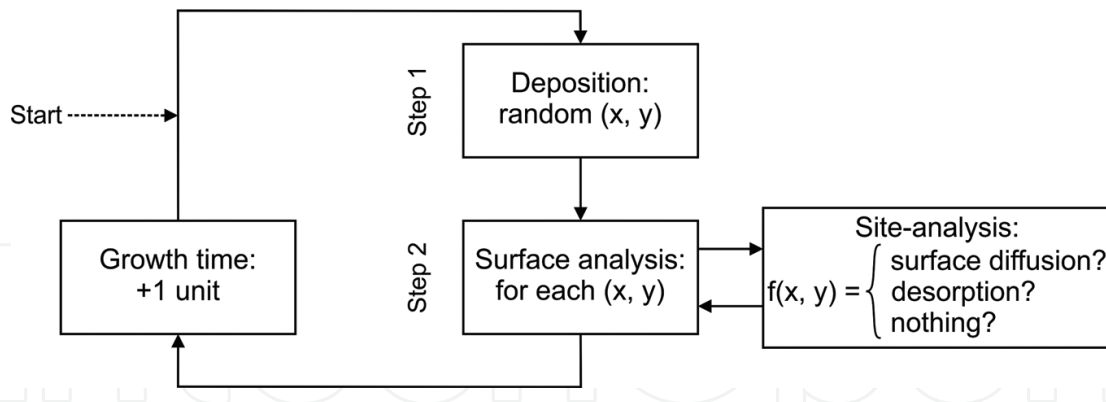 Start
Step 1
Deposition:
random (x, y)
Growth time:
+1 unit
Step 2
Surface analysis:
for each (x, y)
Site-analysis:
f(x, y) = { surface diffusion?
desorption?
nothing?